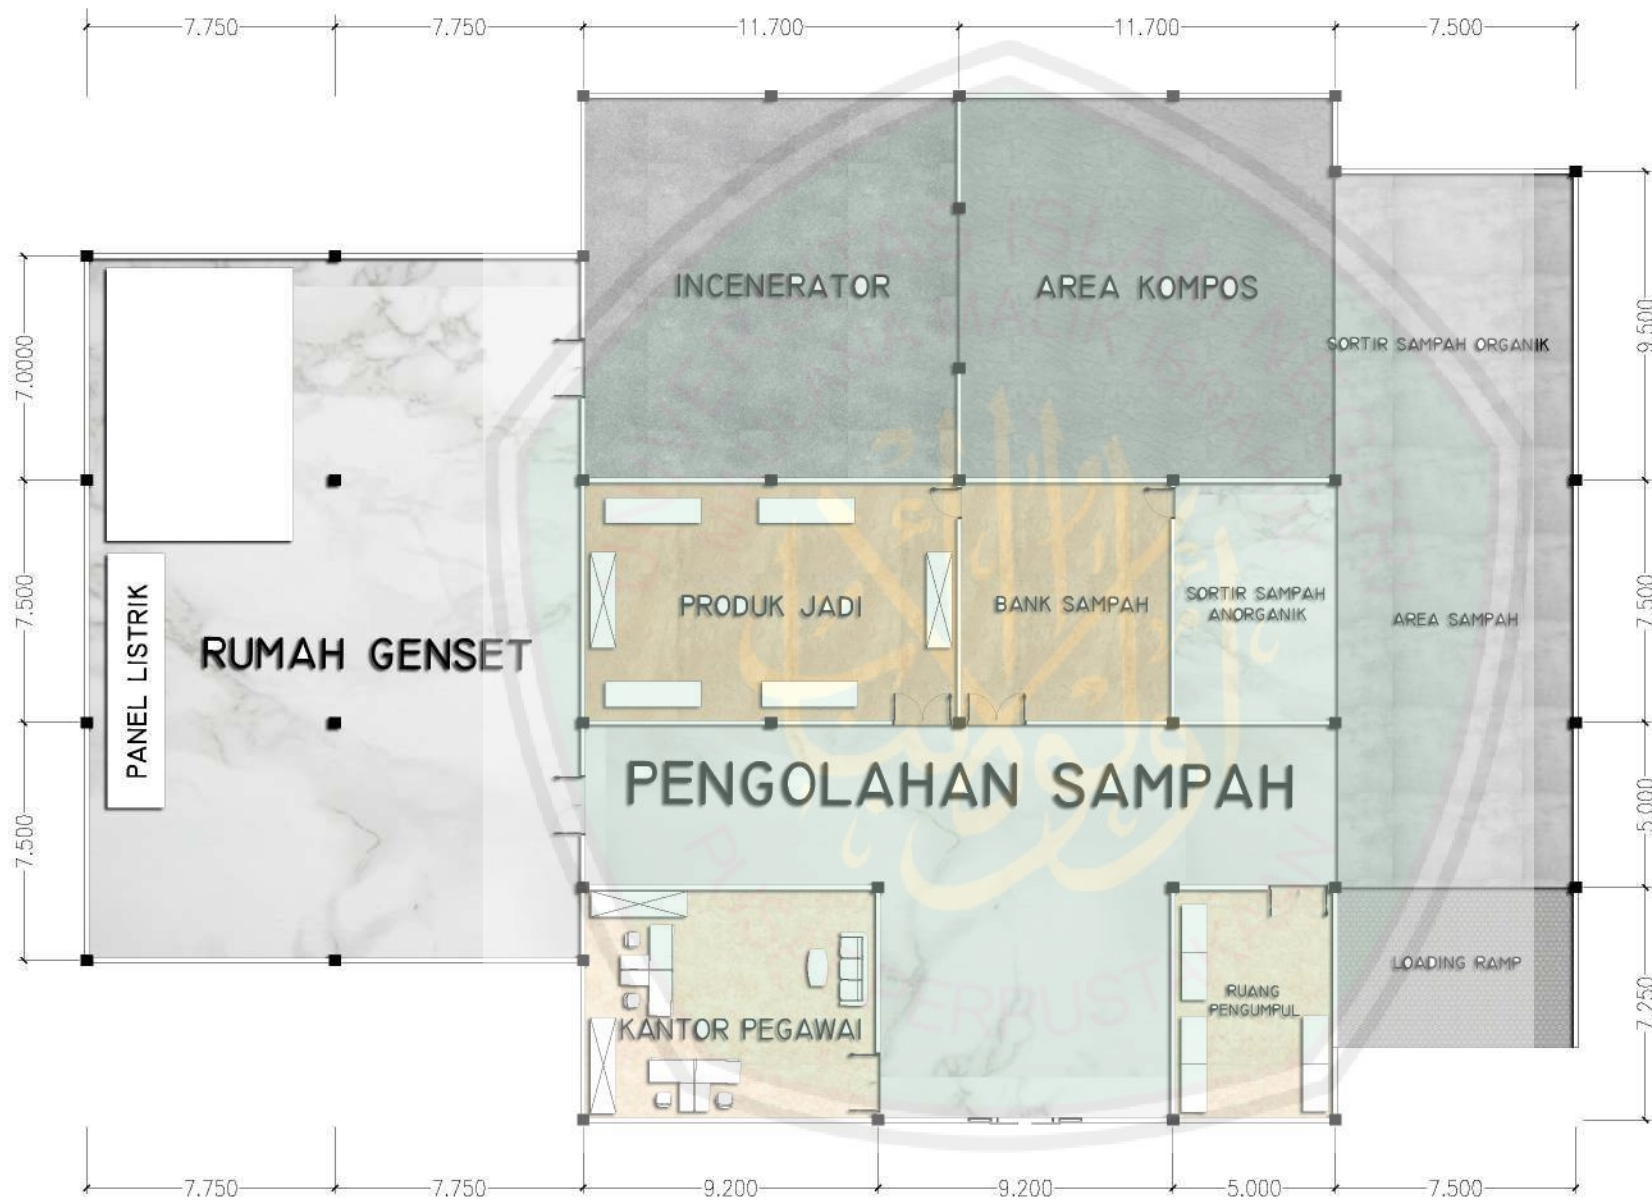 7.750 7.750 11.700 11.700 7.500
INCENERATOR
AREA KOMPOS
SORTIR SAMPAH ORGANIK
9.500
7.0000
PRODUK JADI
BANK SAMPAH
SORTIR SAMPAH
ANORGANIK
AREA SAMPAH
7.500
7.500
PANEL LISTRIK
RUMAH GENSET
PENGOLAHAN SAMPAH
5.000
7.500
LOADING RAMP
RUANG
PENGUMPUL
KANTOR PEGAWAI
7.250
7.750 7.750 9.200 9.200 5.000 7.500